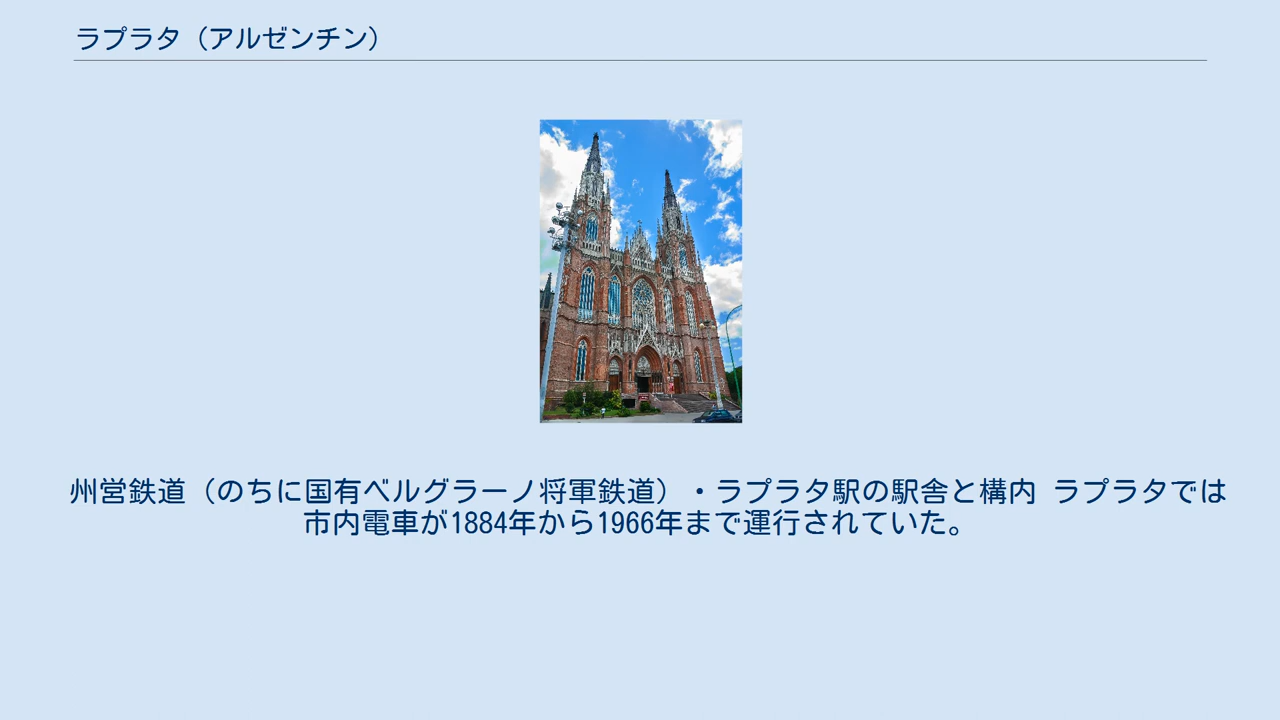 ラプラタ（アルゼンチン）
州営鉄道（のちに国有ベルグラーノ将軍鉄道）・ラプラタ駅の駅舎と構内 ラプラタでは
市内電車が1884年から1966年まで運行されていた。